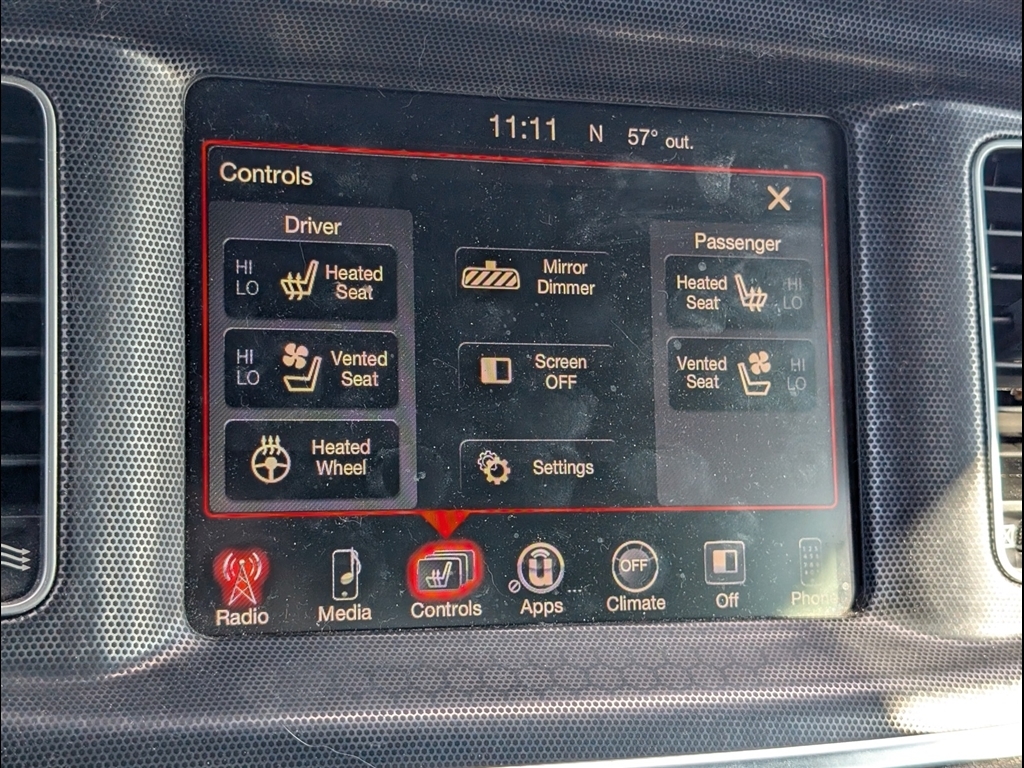 11:11 N 57° out.
Controls
Driver
HI
LO
Heated
Seat
HI
LO
Vented
Seat
Heated
Wheel
Mirror
Dimmer
Screen
OFF
Settings
Passenger
Heated
Seat
HI
LO
Vented
Seat
HI
LO
Radio
Media
Controls
Apps
OFF
Climate
Off
Phone